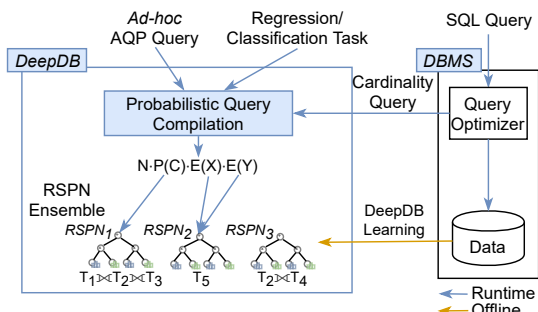 Ad-hoc
AQP Query
Regression/
Classification Task
SQL Query
DeepDB
DBMS
Cardinality
Query
Probabilistic Query
Compilation
Query
Optimizer
N·P(C)·E(X)·E(Y)
RSPN
Ensemble
RSPN1
RSPN2
RSPN3
DeepDB
Learning
Data
T1⋈T2⋈T3
T5
T2⋈T4
Runtime
Offline